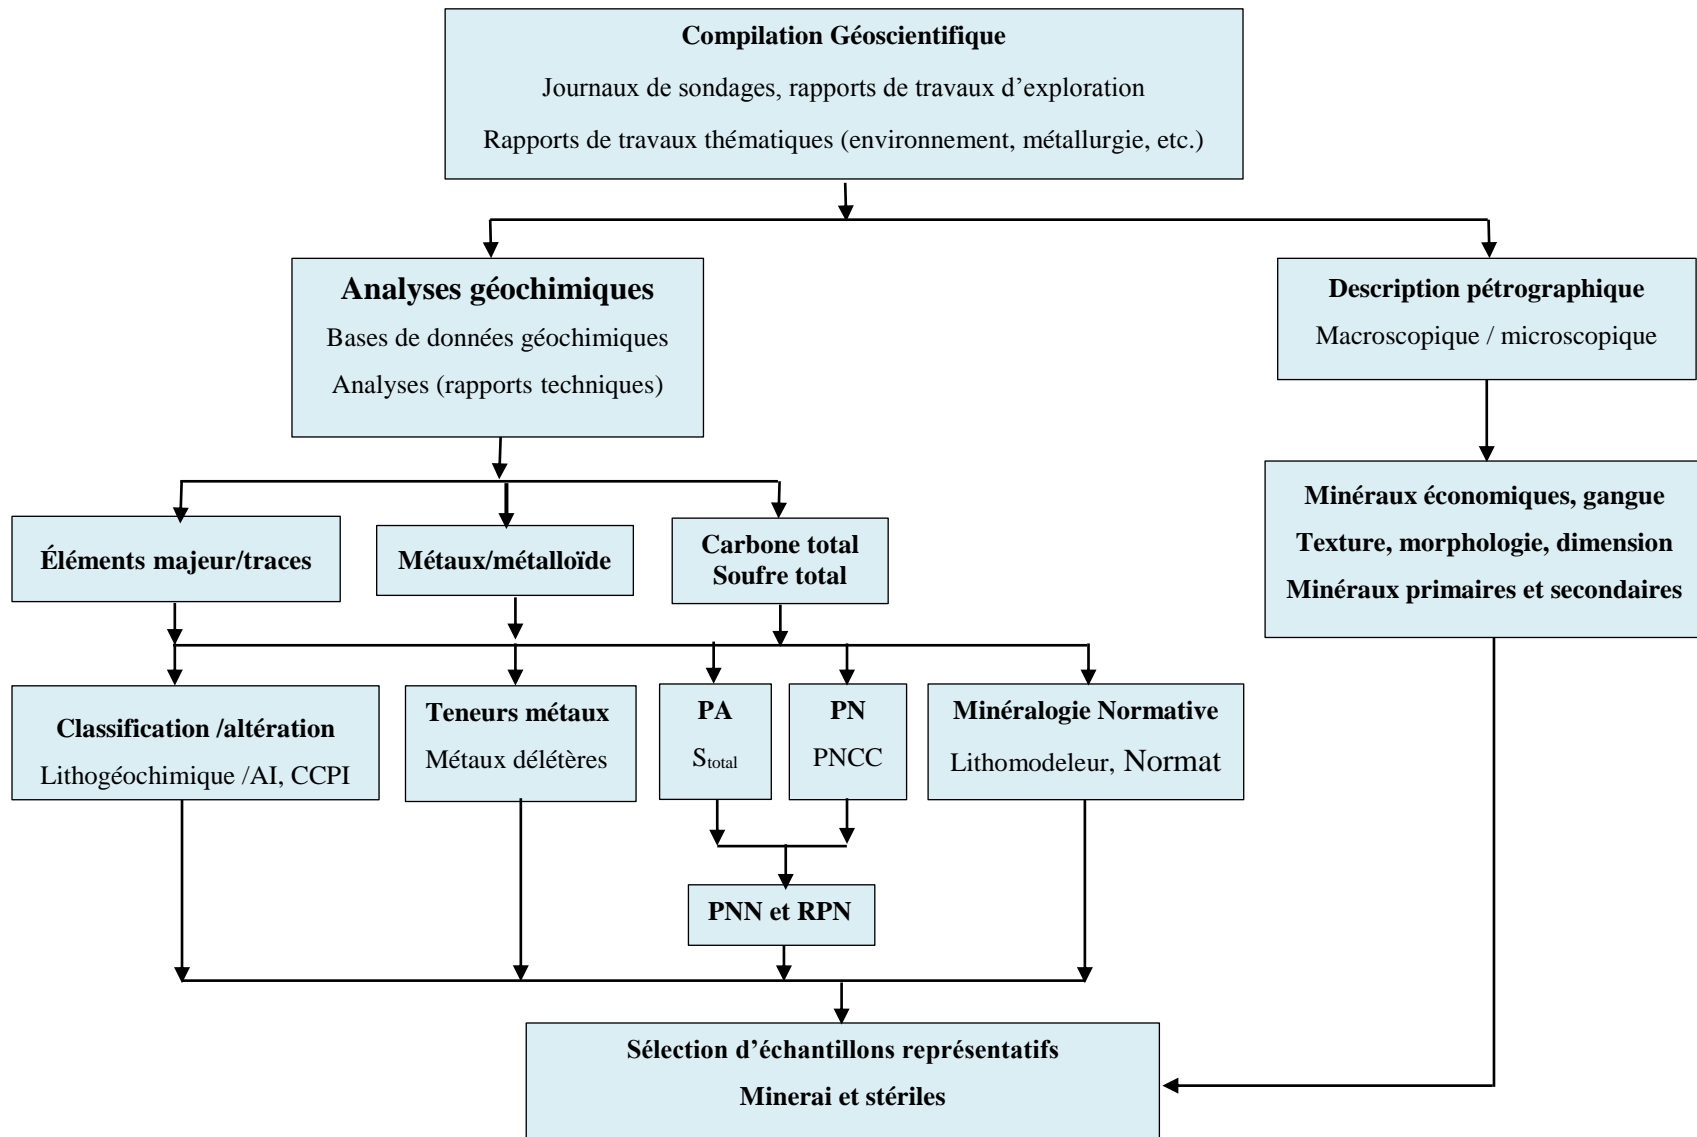 Compilation Géoscientifique
Journaux de sondages, rapports de travaux d’exploration
Rapports de travaux thématiques (environnement, métallurgie, etc.)
Analyses géochimiques
Bases de données géochimiques
Analyses (rapports techniques)
Description pétrographique
Macroscopique / microscopique
Éléments majeur/traces
Métaux/métalloïde
Carbone total
Soufre total
Minéraux économiques, gangue
Texture, morphologie, dimension
Minéraux primaires et secondaires
Classification /altération
Lithogéochimique /AI, CCPI
Teneurs métaux
Métaux délétères
PA
Stotal
PN
PNCC
Minéralogie Normative
Lithomodeleur, Normat
PNN et RPN
Sélection d’échantillons représentatifs
Minerai et stériles